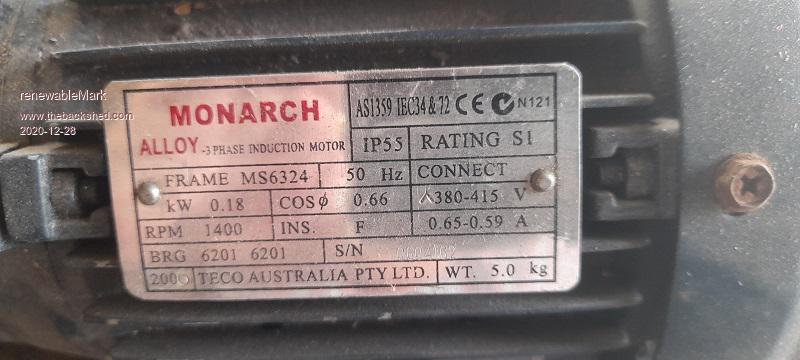 renewableMark
www.thebackshed.com
2020-12-28
MONARCH
ALLOY -3 PHASE INDUCTION MOTOR
AS1359 IEC34 & 72 CE N121
IP55 RATING S1
FRAME MS6324 50 Hz CONNECT
kW 0.18 COSϕ 0.66 ⅄380-415 V
RPM 1400 INS. F 0.65-0.59 A
BRG 6201 6201 S/N
TECO AUSTRALIA PTY LTD. WT. 5.0 kg